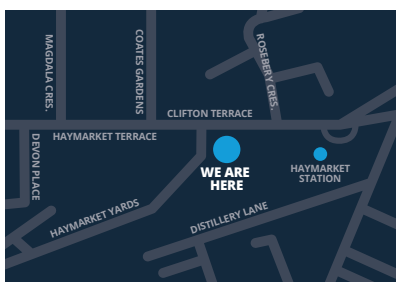 MAGDALA CRES.
COATES GARDENS
ROSEBERY CRES.
CLIFTON TERRACE
HAYMARKET TERRACE
DEVON PLACE
WE ARE
HERE
HAYMARKET
STATION
HAYMARKET YARDS
DISTILLERY LANE